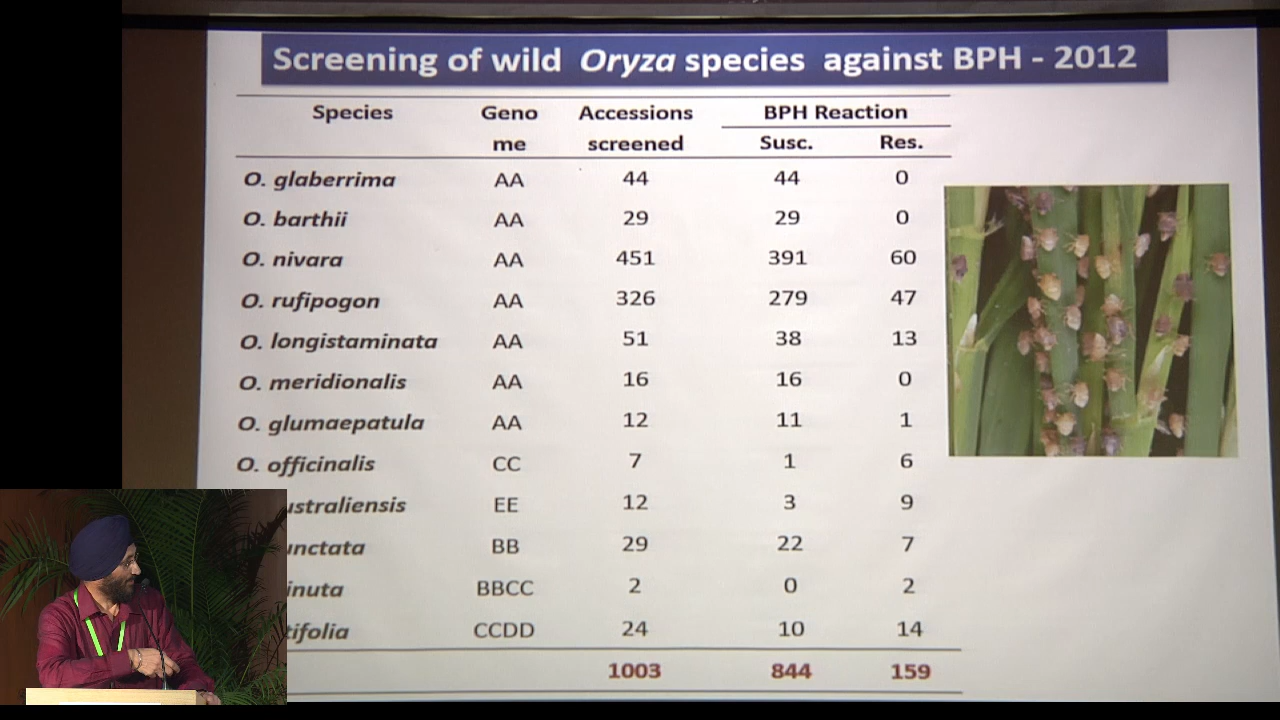 Screening of wild Oryza species against BPH - 2012
Species Geno Accessions BPH Reaction
me screened Susc. Res.
O. glaberrima AA 44 44 0
O. barthii AA 29 29 0
O. nivara AA 451 391 60
O. rufipogon AA 326 279 47
O. longistaminata AA 51 38 13
O. meridionalis AA 16 16 0
O. glumaepatula AA 12 11 1
O. officinalis CC 7 1 6
ustraliensis EE 12 3 9
unctata BB 29 22 7
inuta BBCC 2 0 2
tifolia CCDD 24 10 14
1003 844 159